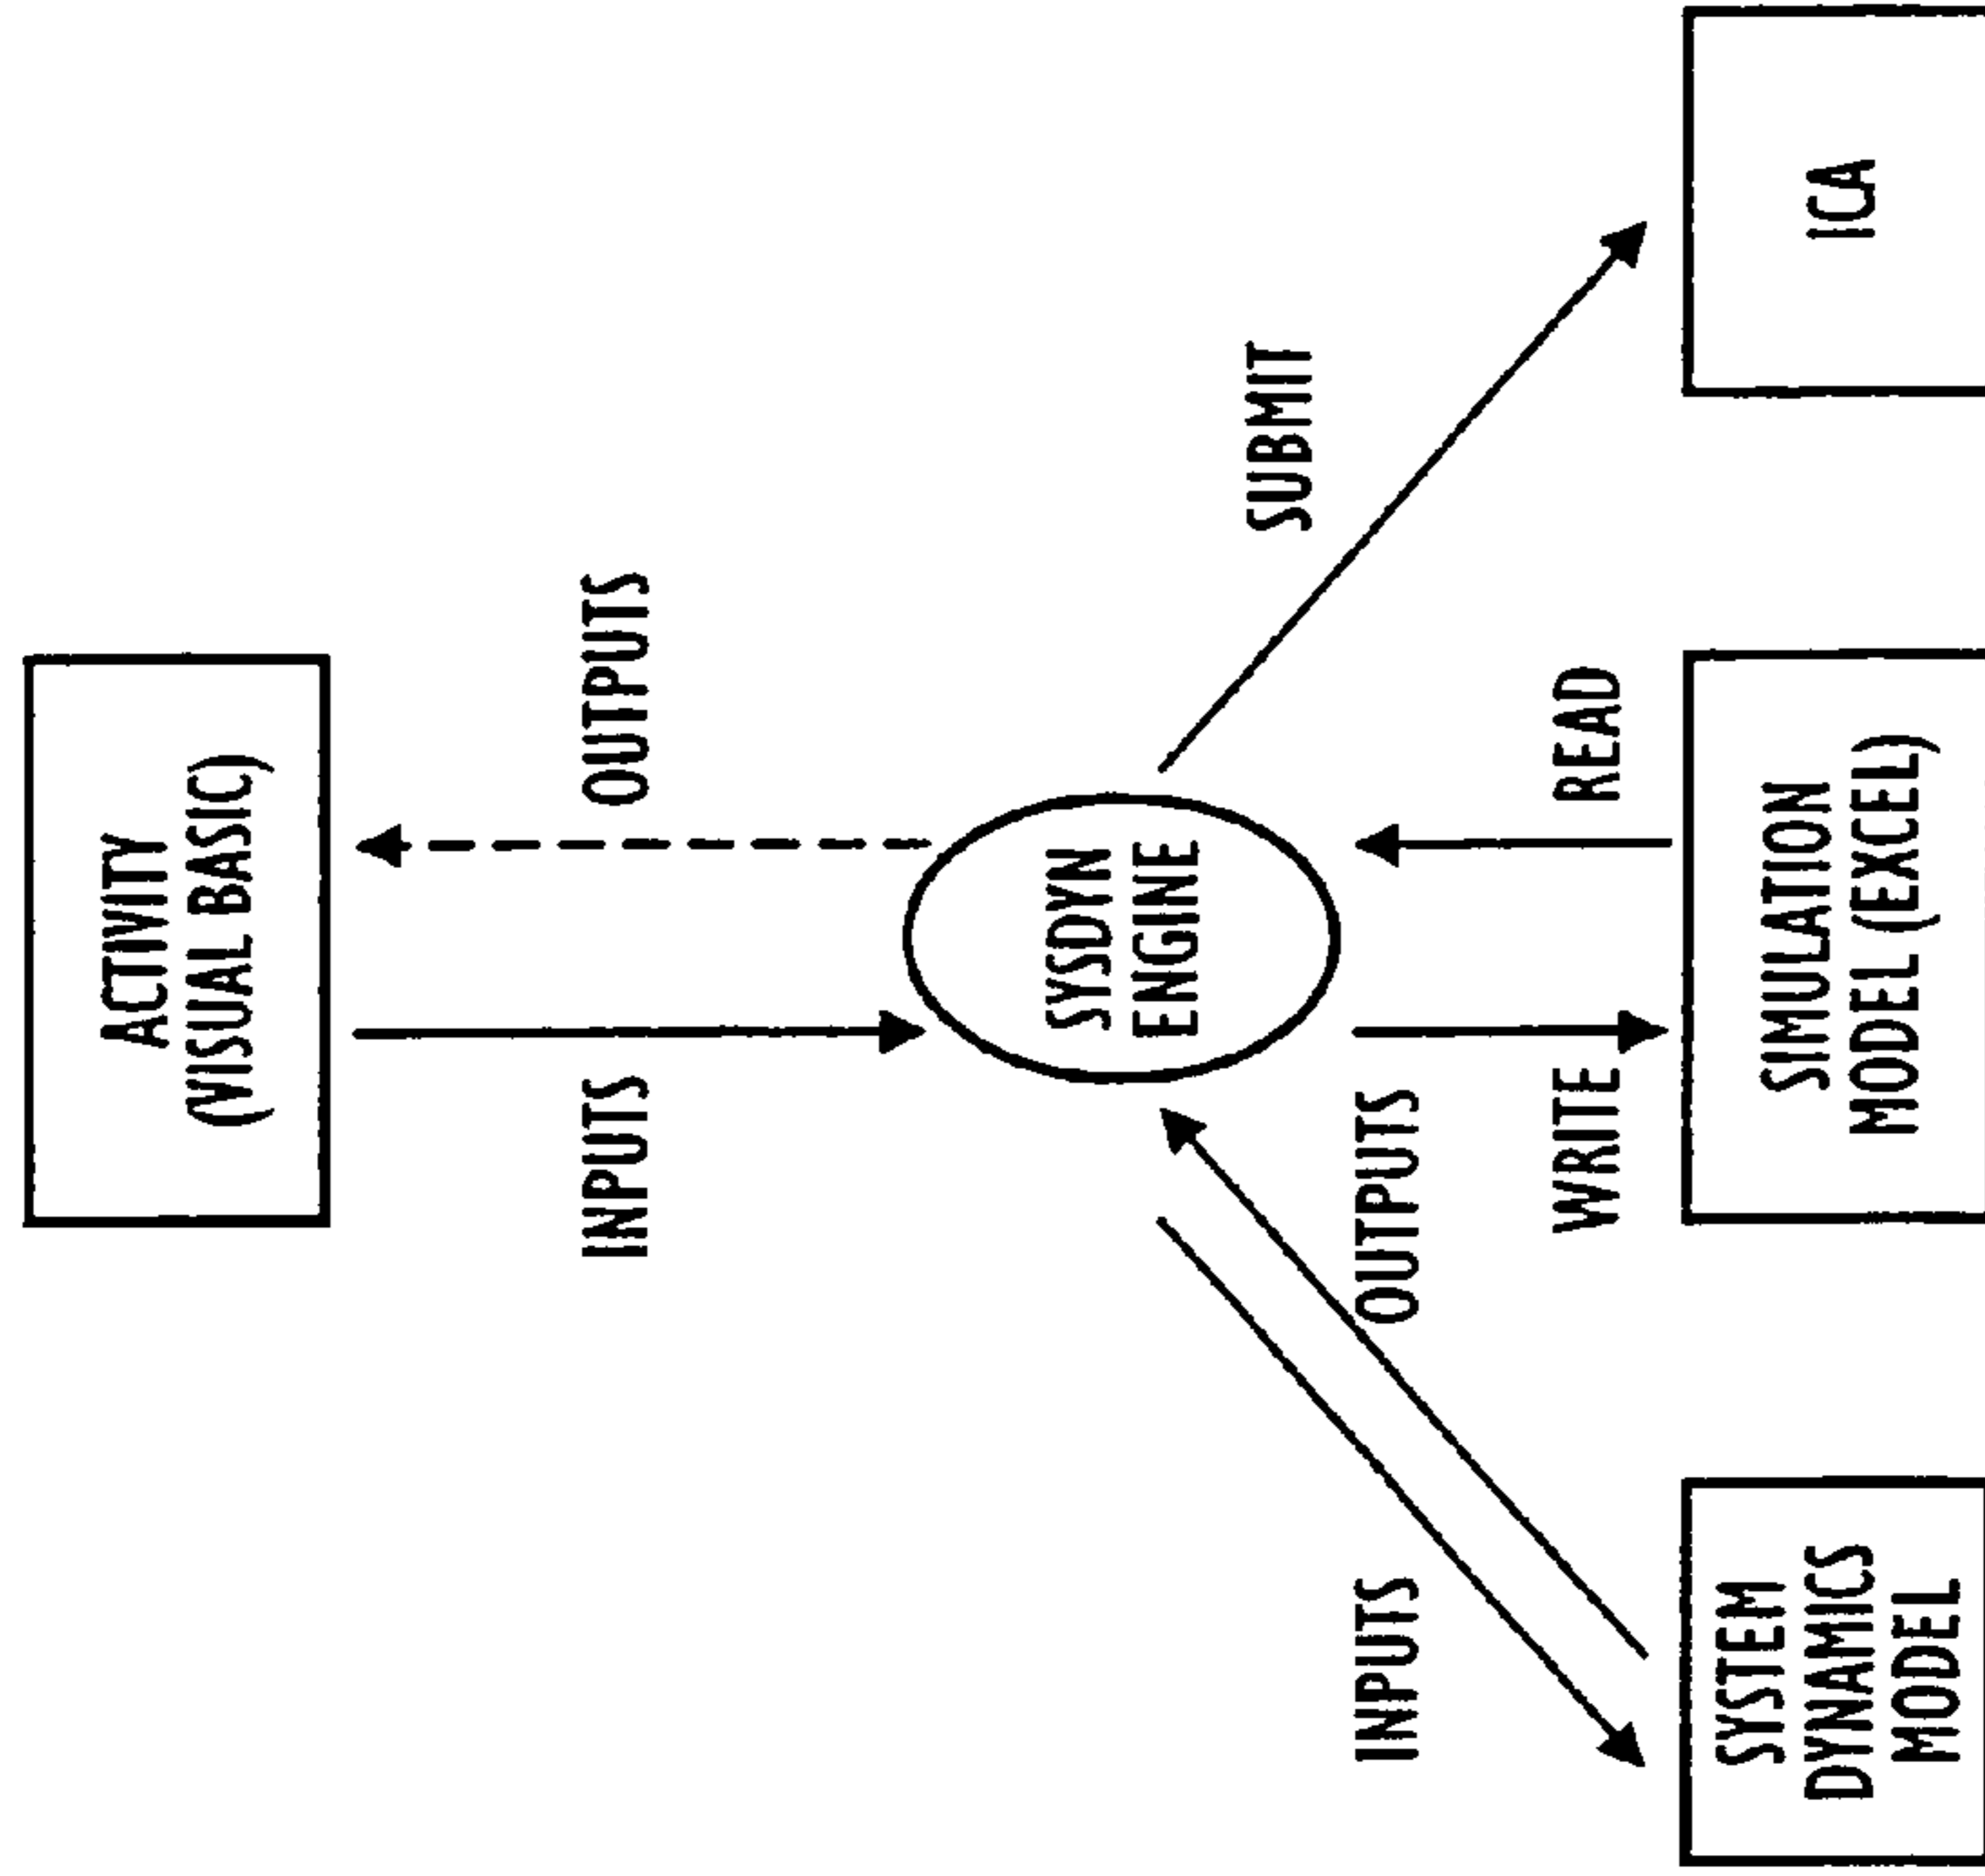 ACTIVITY
(VISUAL BASIC)
INPUTS
OUTPUTS
SYSDYN
ENGINE
SUBMIT
INPUTS
OUTPUTS
WRITE
READ
SYSTEM
DYNAMICS
MODEL
SIMULATION
MODEL (EXCEL)
ICA